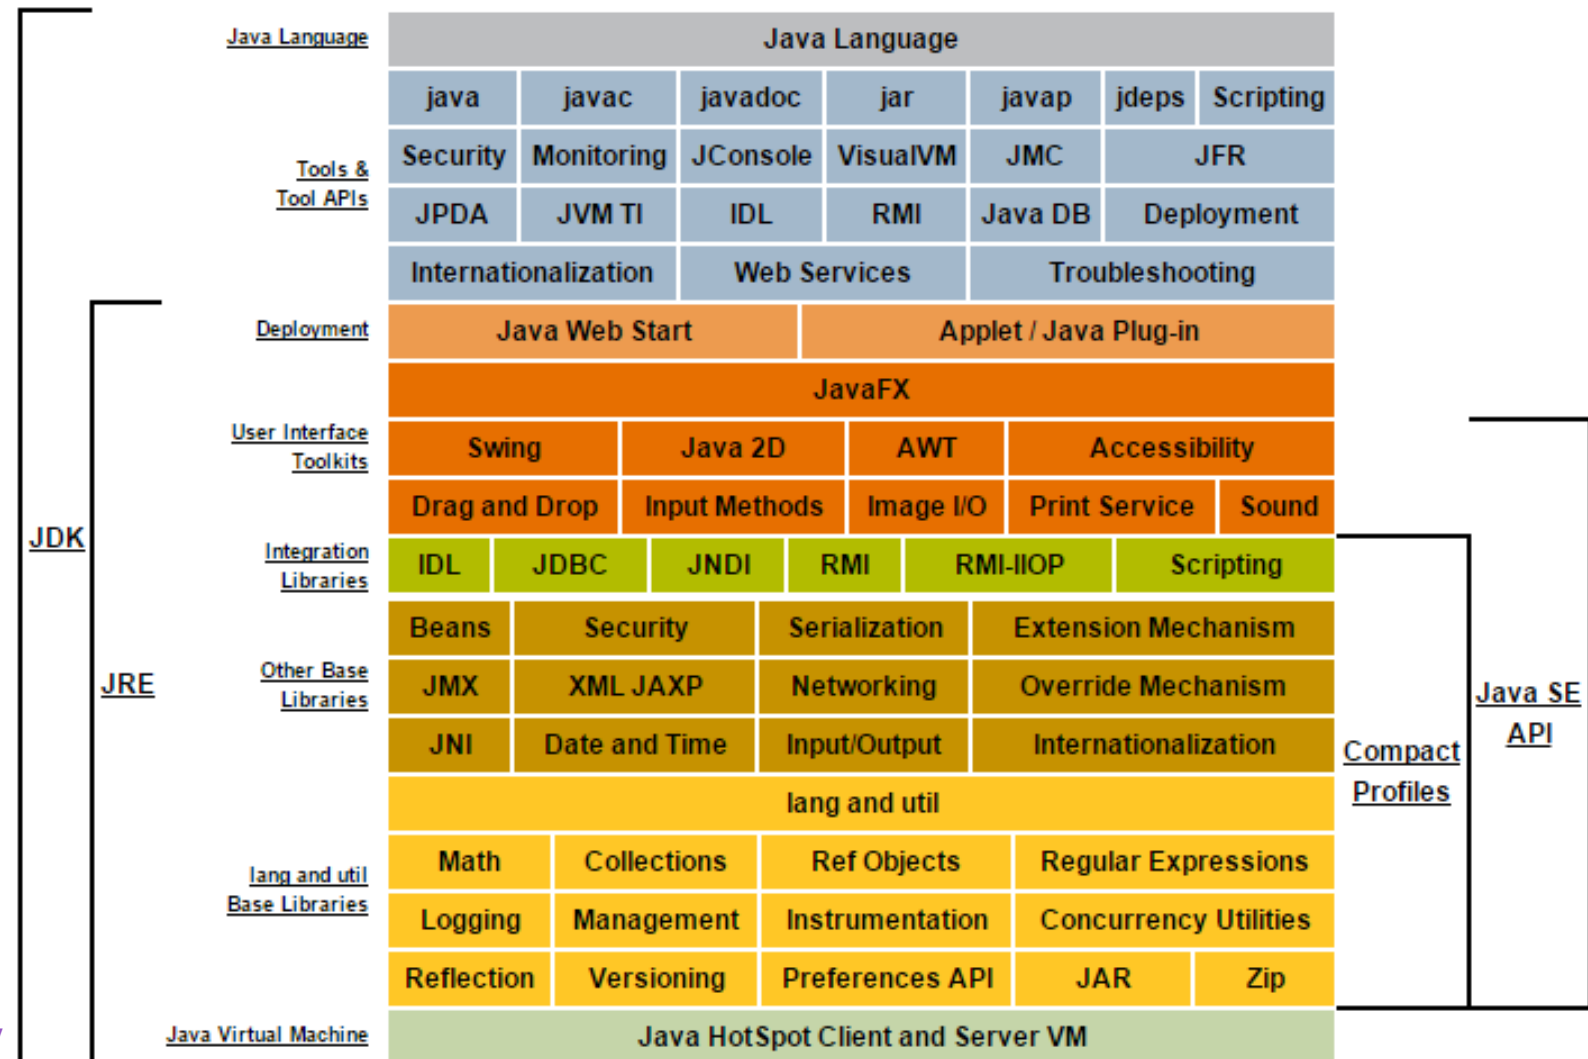 Java Language
Java Language
java javac javadoc jar javap jdeps Scripting
Tools &
Tool APIs
Security Monitoring JConsole VisualVM JMC JFR
JPDA JVM TI IDL RMI Java DB Deployment
Internationalization Web Services Troubleshooting
Deployment
Java Web Start Applet / Java Plug-in
JavaFX
User Interface
Toolkits
Swing Java 2D AWT Accessibility
Drag and Drop Input Methods Image I/O Print Service Sound
JDK
Integration
Libraries
IDL JDBC JNDI RMI RMI-IIOP Scripting
Beans Security Serialization Extension Mechanism
JRE
Other Base
Libraries
JMX XML JAXP Networking Override Mechanism
Java SE
API
JNI Date and Time Input/Output Internationalization
Compact
Profiles
lang and util
lang and util
Base Libraries
Math Collections Ref Objects Regular Expressions
Logging Management Instrumentation Concurrency Utilities
Reflection Versioning Preferences API JAR Zip
Java Virtual Machine
Java HotSpot Client and Server VM